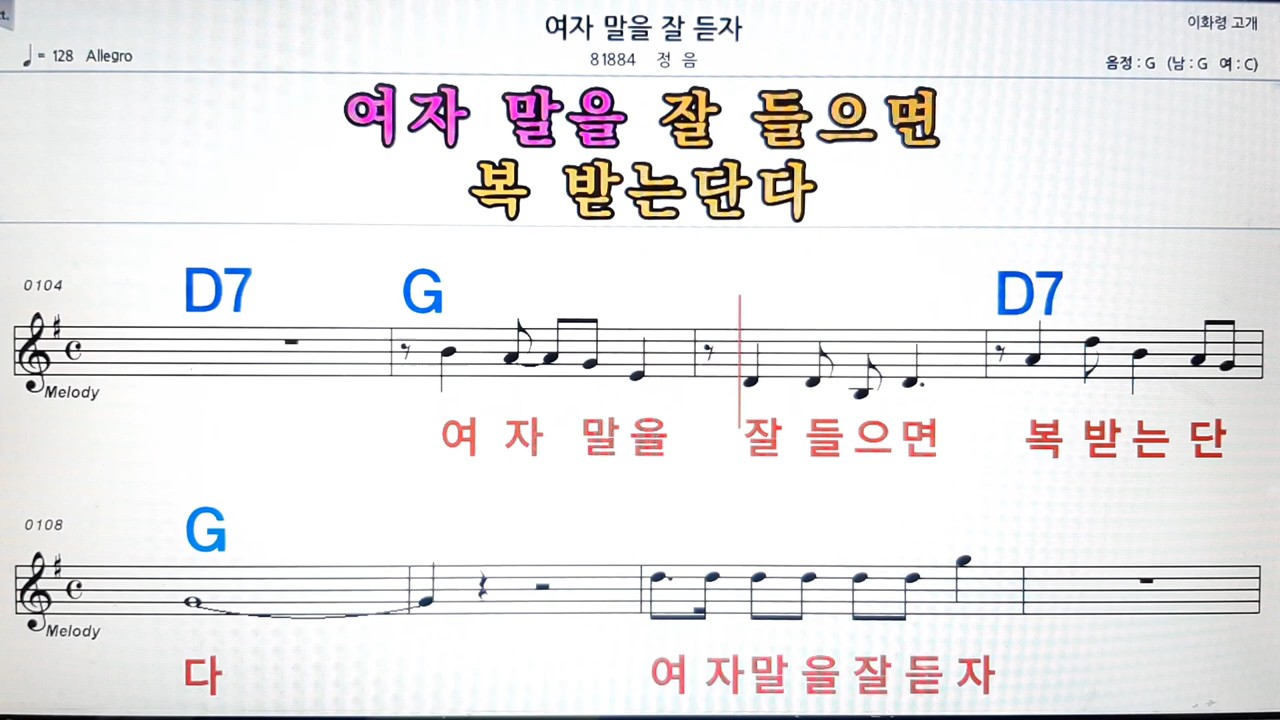 여자 말을 잘 듣자
이화령 고개
♩= 128 Allegro
81884 정 음
음정 : G (남 : G 여 : C)
여자 말을 잘 들으면
복 받는단다
0104
D7 G D7
Melody
여 자 말 을 잘 들으면 복 받 는 단
0108
G
Melody
다 여 자말 을 잘 듣 자